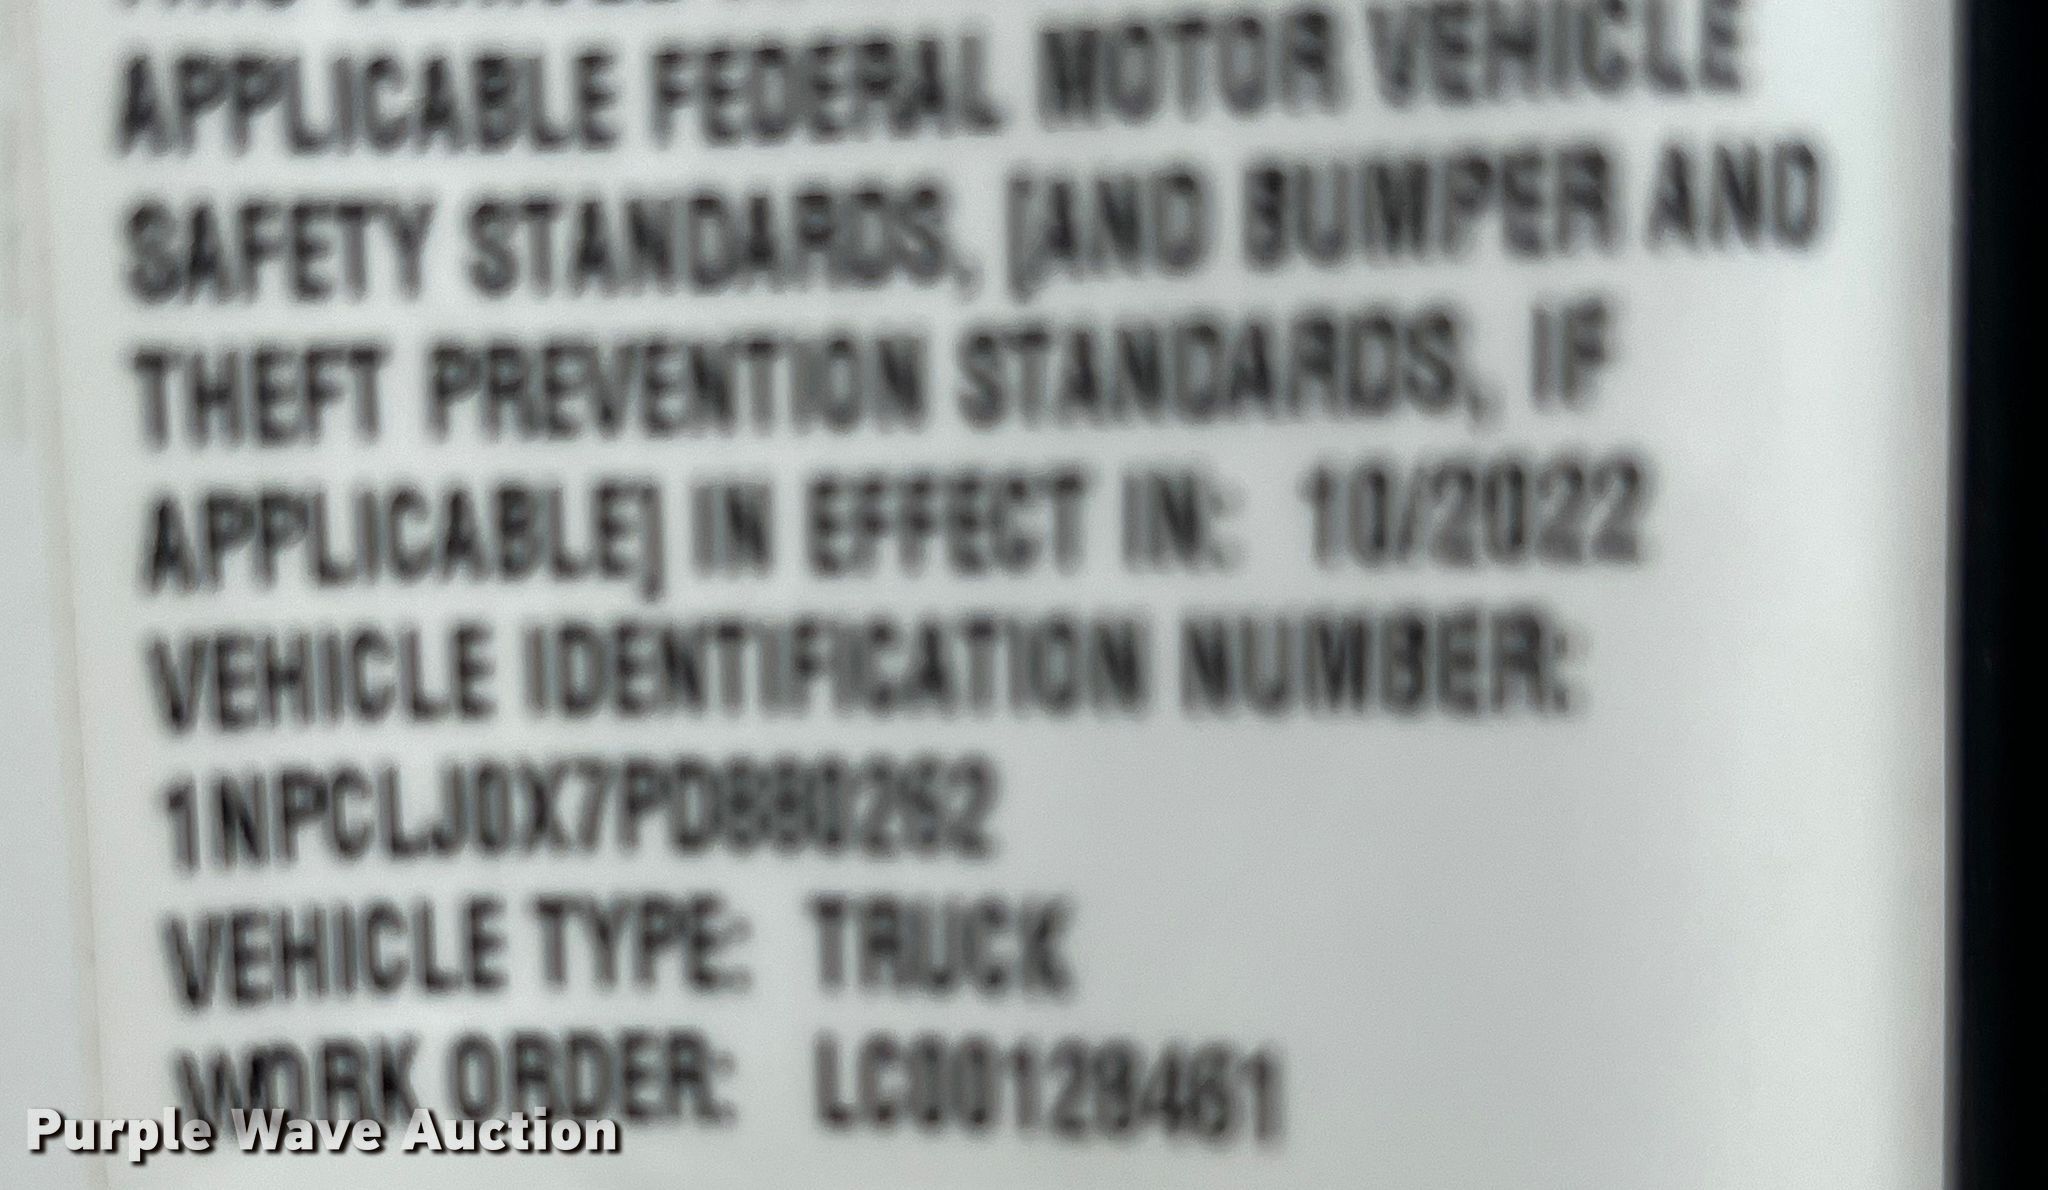 APPLICABLE FEDERAL MOTOR VEHICLE
SAFETY STANDARDS, [AND BUMPER AND
THEFT PREVENTION STANDARDS, IF
APPLICABLE] IN EFFECT IN: 10/2022
VEHICLE IDENTIFICATION NUMBER:
VEHICLE TYPE: TRUCK
WORK ORDER:
Purple Wave Auction